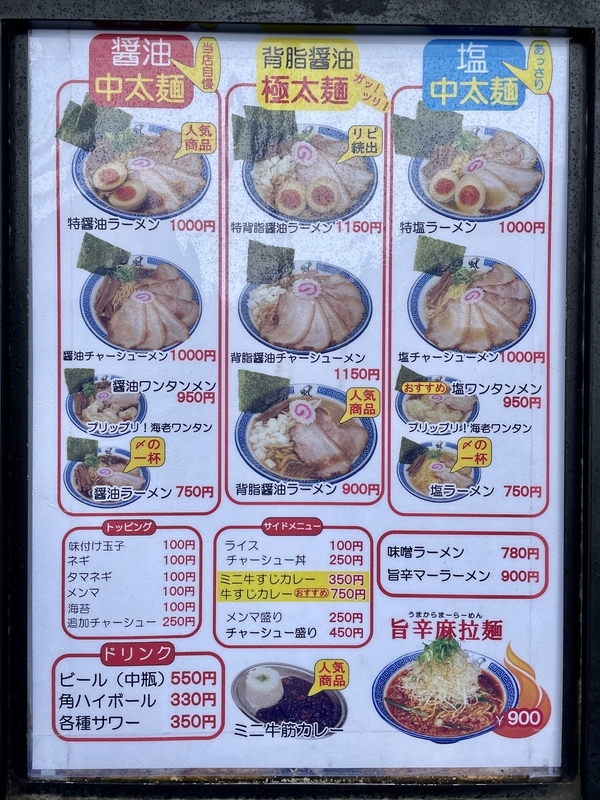 醤油
中太麺
当店自慢
人気
商品
特醤油ラーメン 1000円
醤油チャーシューメン 1000円
醤油ワンタンメン
950円
プリップリ！海老ワンタン
〆の
一杯
醤油ラーメン 750円
背脂醤油
極太麺
ガッ！
ツリ！
リピ
続出
特背脂醤油ラーメン 1150円
背脂醤油チャーシューメン
1150円
人気
商品
背脂醤油ラーメン 900円
塩
中太麺
あっさり
特塩ラーメン 1000円
塩チャーシューメン 1000円
おすすめ 塩ワンタンメン
950円
プリップリ！海老ワンタン
〆の
一杯
塩ラーメン 750円
トッピング
味付け玉子 100円
ネギ 100円
タマネギ 100円
メンマ 100円
海苔 100円
追加チャーシュー 250円
サイドメニュー
ライス 100円
チャーシュー丼 250円
ミニ牛すじカレー 350円
牛すじカレー おすすめ 750円
メンマ盛り 250円
チャーシュー盛り 450円
味噌ラーメン 780円
旨辛マーラーメン 900円
ドリンク
ビール（中瓶） 550円
角ハイボール 330円
各種サワー 350円
人気
商品
ミニ牛筋カレー
うまからまーらーめん
旨辛麻拉麺
¥900